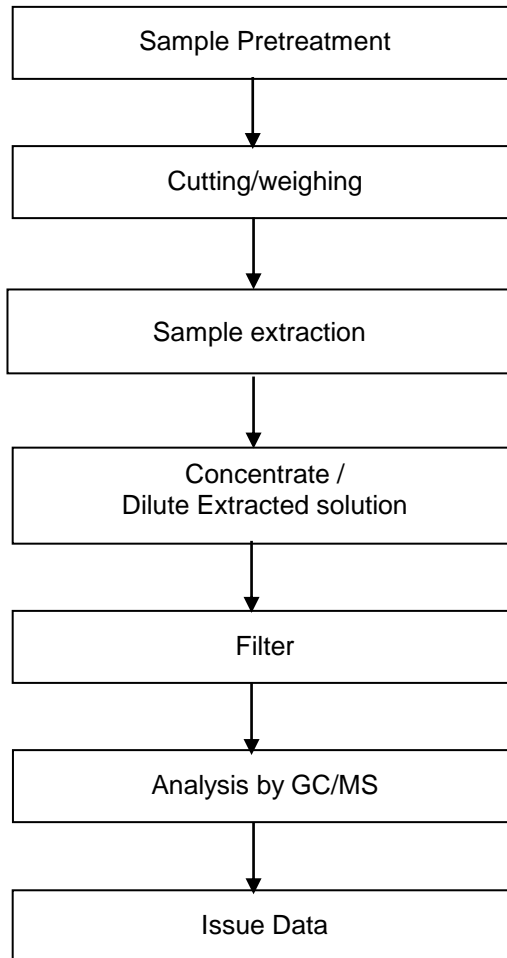 Sample Pretreatment
Cutting/weighing
Sample extraction
Concentrate /
Dilute Extracted solution
Filter
Analysis by GC/MS
Issue Data